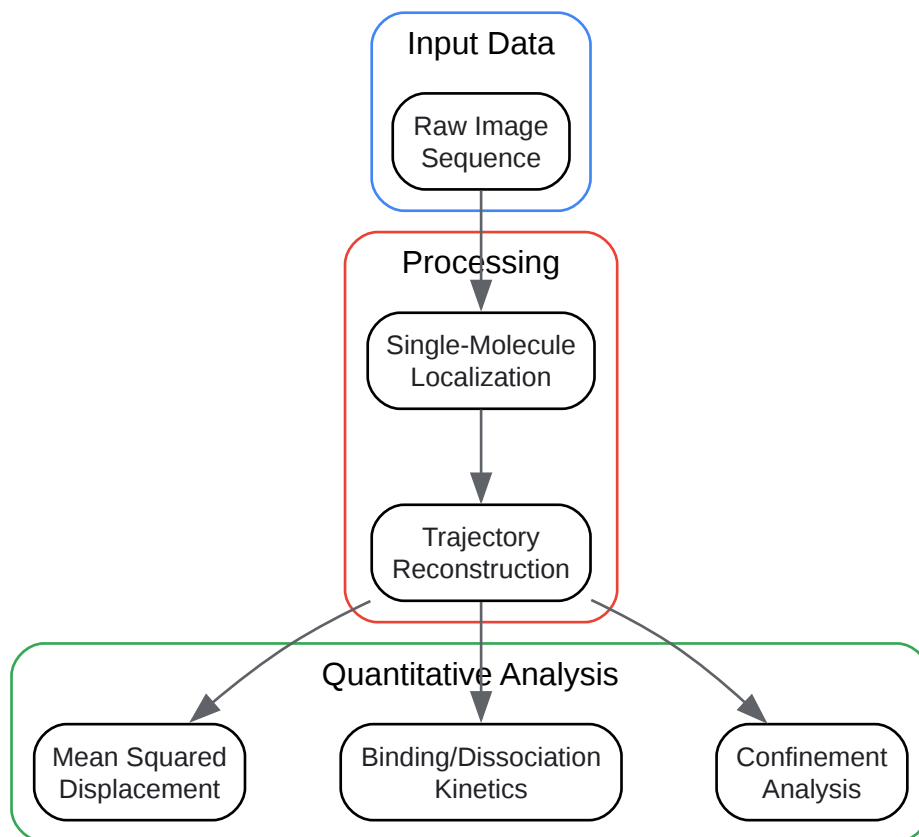 Input Data
Raw Image
Sequence
Processing
Single-Molecule
Localization
Trajectory
Reconstruction
Quantitative Analysis
Mean Squared
Displacement
Binding/Dissociation
Kinetics
Confinement
Analysis